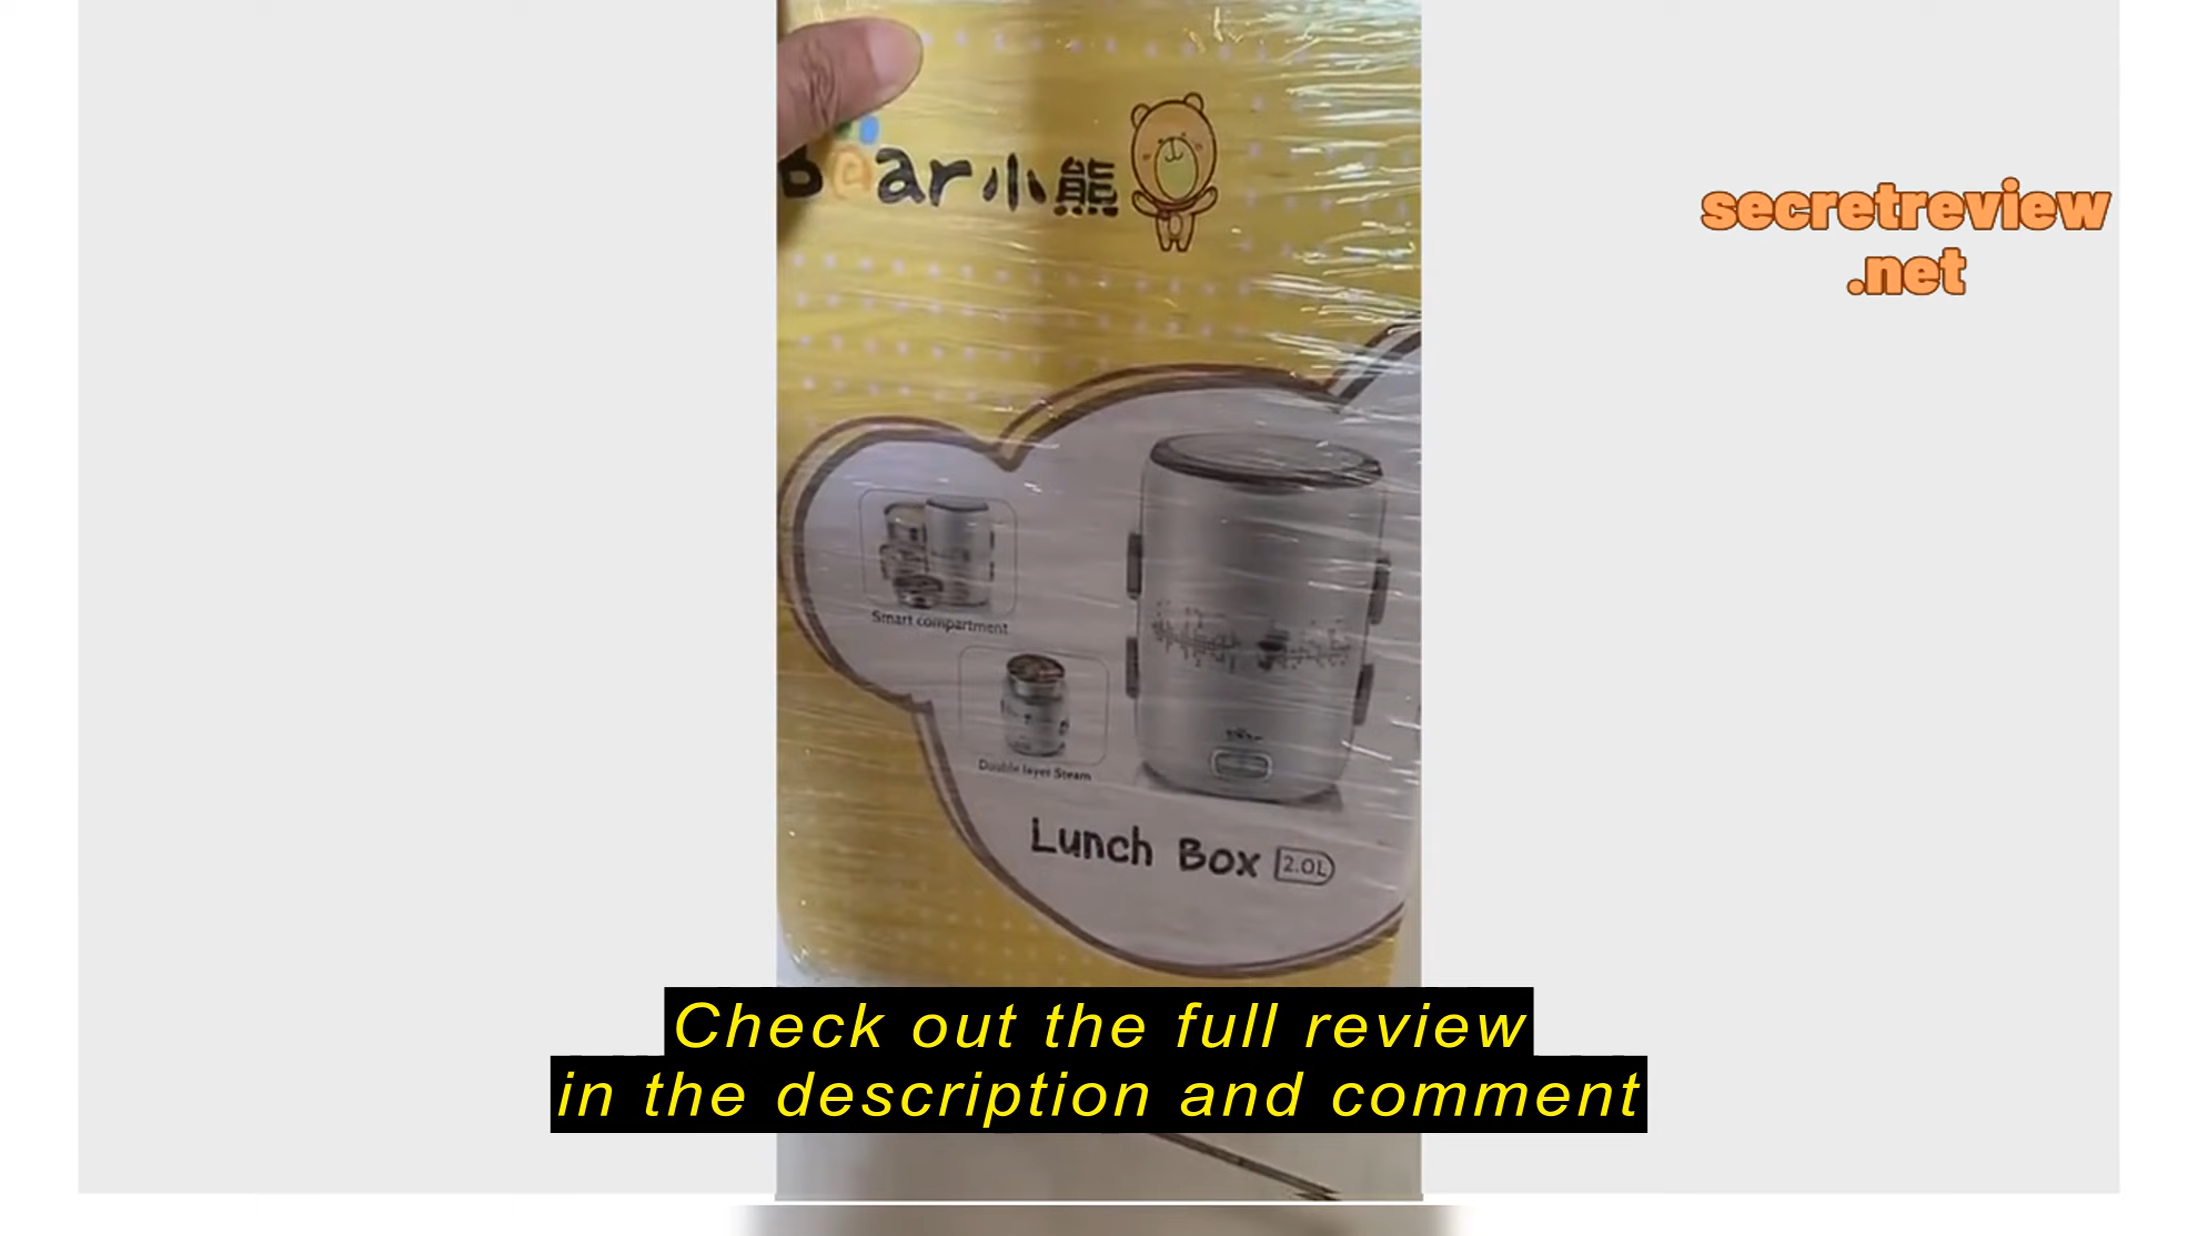 Bear小熊
secretreview
.net
Smart compartment
Double layer Steam
Lunch Box 2.0L
Check out the full review
in the description and comment